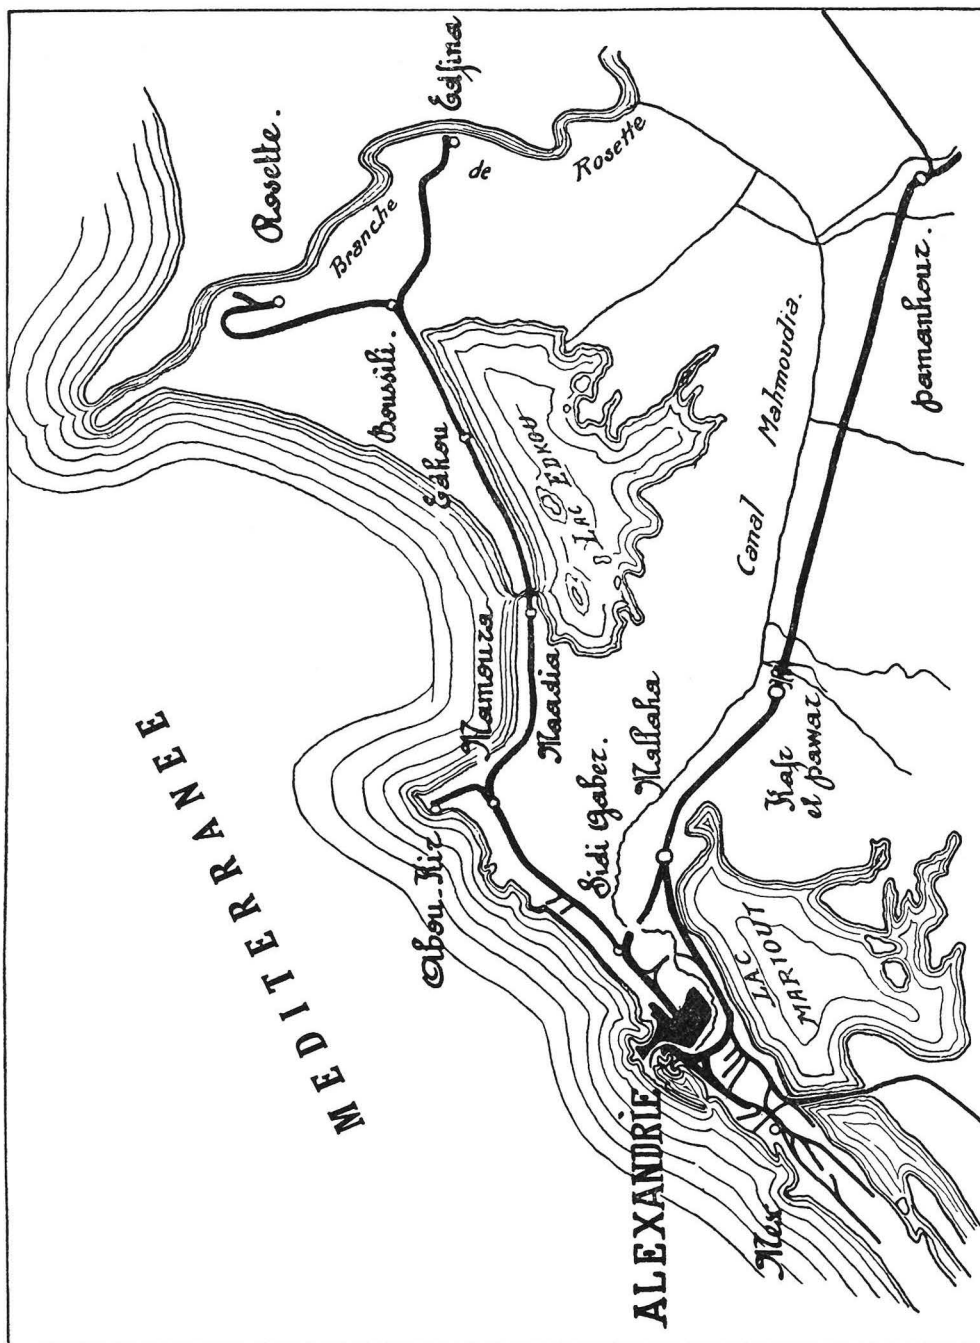 MEDITERRANEE
Rosette.
Edfina
Branche
de
Rosette
Boussili.
Edkou
LAC EDKOU
Mamoura
Maadia
Abou-Kir
Sidi Gaber.
Mallaha
Canal
Mahmoudia.
Damanhour.
Kafr
el Dawar
LAC
MARIOUT
ALEXANDRIE
Mex